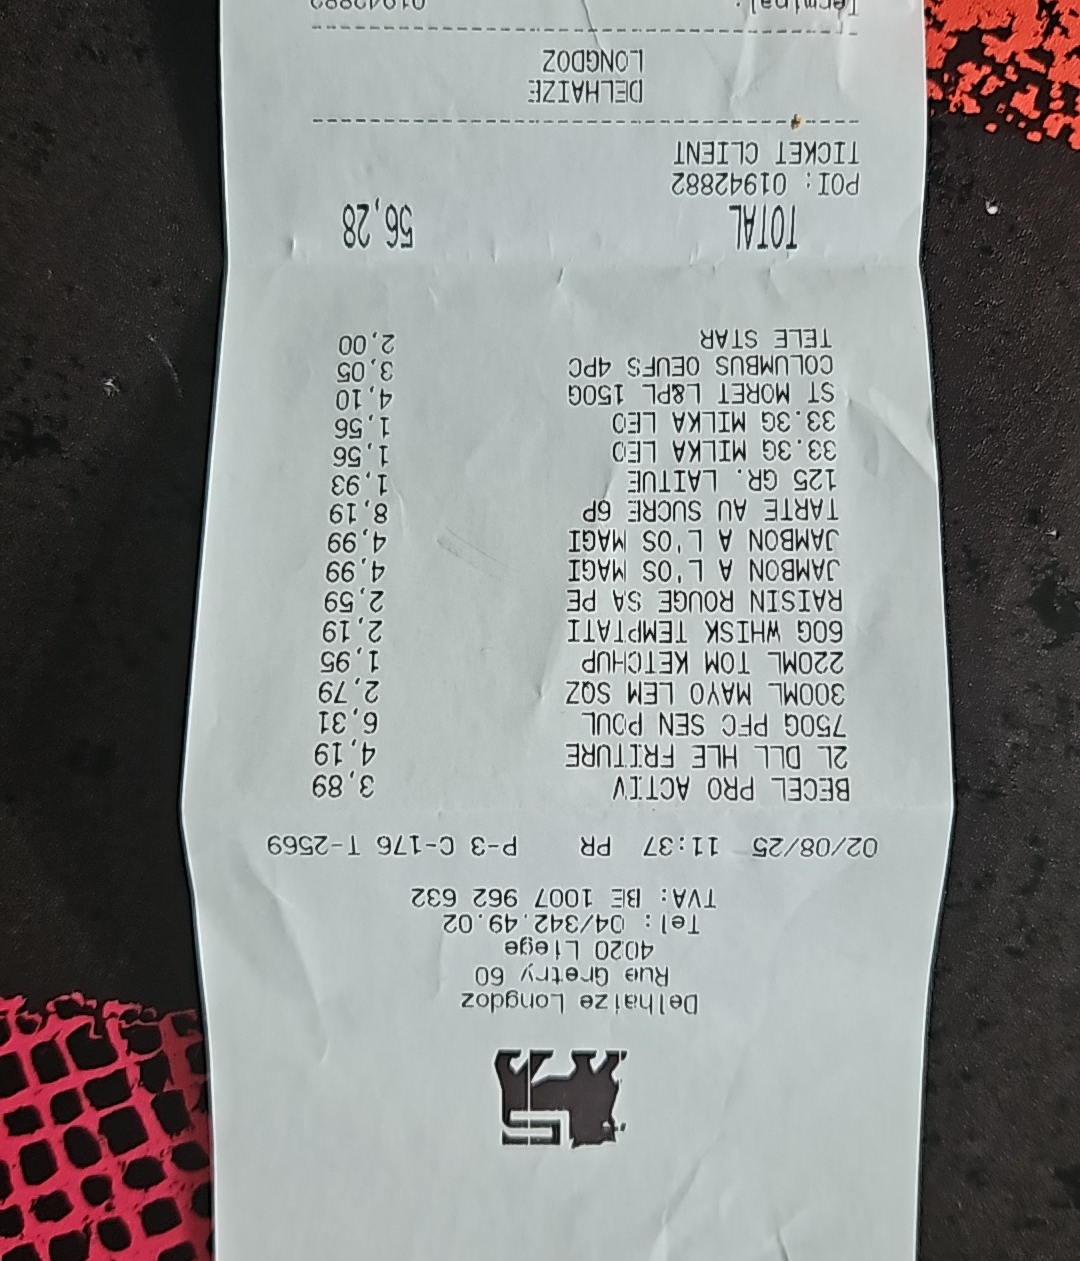 Delhaize Longdoz
Rue Gretry 60
4020 Liege
Tel: 04/342.49.02
TVA: BE 1007 962 632
02/08/25 11:37 PR P-3 C-176 T-2569
BECEL PRO ACTIV 3,89
2L DLL HLE FRITURE 4,19
750G PFC SEN POUL 6,31
300ML MAYO LEM SQZ 2,79
220ML TOM KETCHUP 1,95
60G WHISK TEMPTATI 2,19
RAISIN ROUGE SA PE 2,59
JAMBON A L'OS MAGI 4,99
JAMBON A L'OS MAGI 4,99
TARTE AU SUCRE 6P 8,19
125 GR. LAITUE 1,93
33.3G MILKA LEO 1,56
33.3G MILKA LEO 1,56
ST MORET L&PL 150G 4,10
COLUMBUS OEUFS 4PC 3,05
TELE STAR 2,00
TOTAL 56,28
POI: 01942882
TICKET CLIENT
DELHAIZE
LONGDOZ
Terminal: 01942882